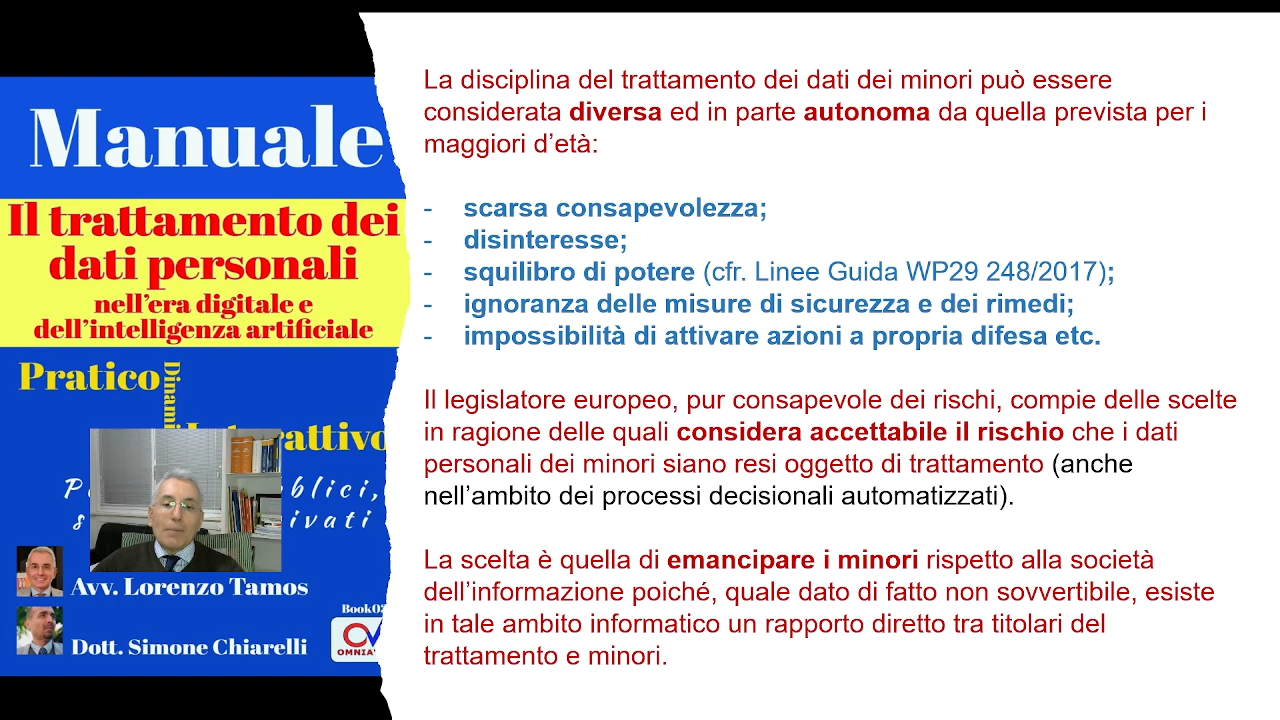 Manuale
Il trattamento dei
dati personali
nell'era digitale e
dell'intelligenza artificiale
Pratico
Avv. Lorenzo Tamos
Dott. Simone Chiarelli
La disciplina del trattamento dei dati dei minori può essere
considerata diversa ed in parte autonoma da quella prevista per i
maggiori d'età:
- scarsa consapevolezza;
- disinteresse;
- squilibro di potere (cfr. Linee Guida WP29 248/2017);
- ignoranza delle misure di sicurezza e dei rimedi;
- impossibilità di attivare azioni a propria difesa etc.
Il legislatore europeo, pur consapevole dei rischi, compie delle scelte
in ragione delle quali considera accettabile il rischio che i dati
personali dei minori siano resi oggetto di trattamento (anche
nell'ambito dei processi decisionali automatizzati).
La scelta è quella di emancipare i minori rispetto alla società
dell'informazione poiché, quale dato di fatto non sovvertibile, esiste
in tale ambito informatico un rapporto diretto tra titolari del
trattamento e minori.